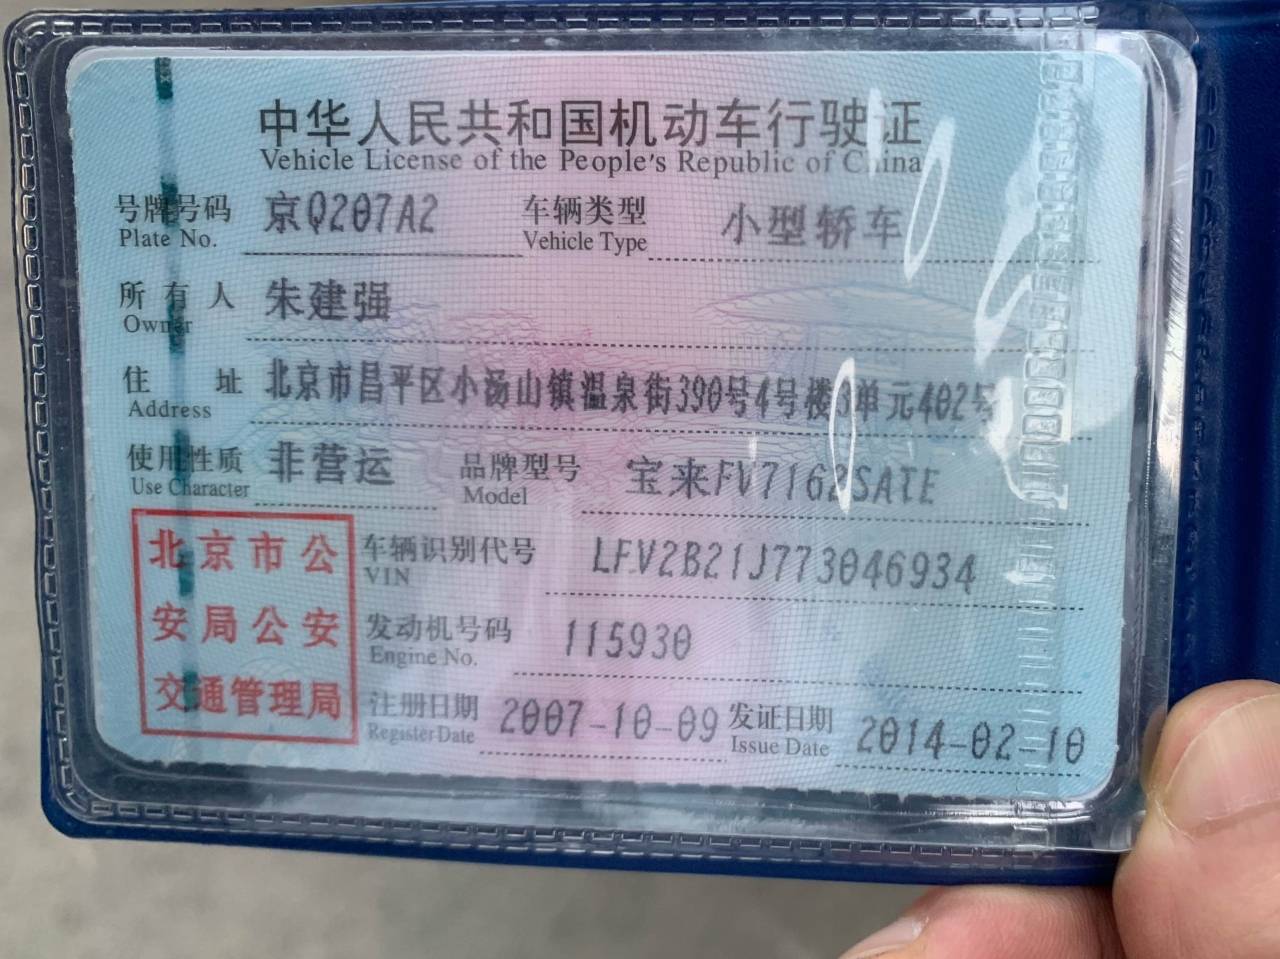 中华人民共和国机动车行驶证
Vehicle License of the People's Republic of China
号牌号码 京Q207A2 车辆类型 小型轿车
Plate No. Vehicle Type
所有人 朱建强
Owner
住址 北京市昌平区小汤山镇温泉街390号4号楼3单元402号
Address
使用性质 非营运 品牌型号 宝来FV7162SATE
Use Character Model
北京市公
安局公安
交通管理局
车辆识别代号 LFV2B21J773046934
VIN
发动机号码 115930
Engine No.
注册日期 2007-10-09 发证日期 2014-02-10
Register Date Issue Date